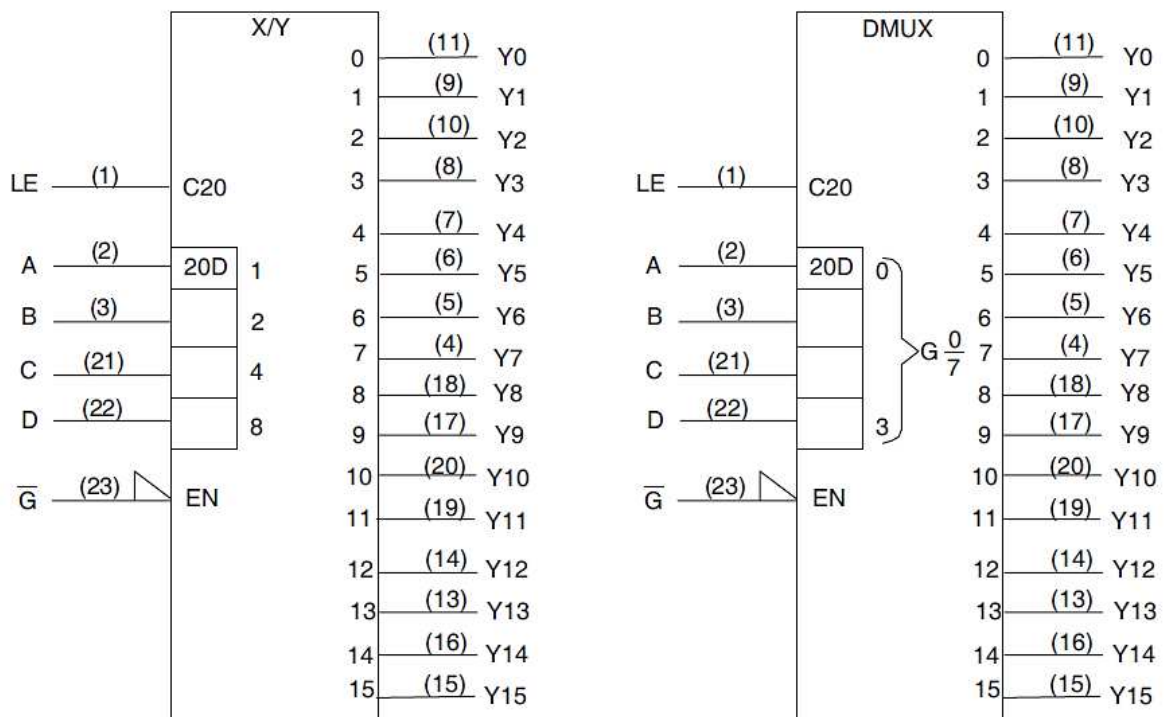 X/Y
0 (11) Y0
1 (9) Y1
2 (10) Y2
LE (1) C20 3 (8) Y3
4 (7) Y4
A (2) 20D 1 5 (6) Y5
B (3) 2 6 (5) Y6
7 (4) Y7
C (21) 4 8 (18) Y8
D (22) 8 9 (17) Y9
10 (20) Y10
G̅ (23) EN 11 (19) Y11
12 (14) Y12
13 (13) Y13
14 (16) Y14
15 (15) Y15
DMUX
0 (11) Y0
1 (9) Y1
2 (10) Y2
LE (1) C20 3 (8) Y3
4 (7) Y4
A (2) 20D 0 5 (6) Y5
B (3) 6 (5) Y6
G 0/7 7 (4) Y7
C (21) 8 (18) Y8
D (22) 3 9 (17) Y9
10 (20) Y10
G̅ (23) EN 11 (19) Y11
12 (14) Y12
13 (13) Y13
14 (16) Y14
15 (15) Y15